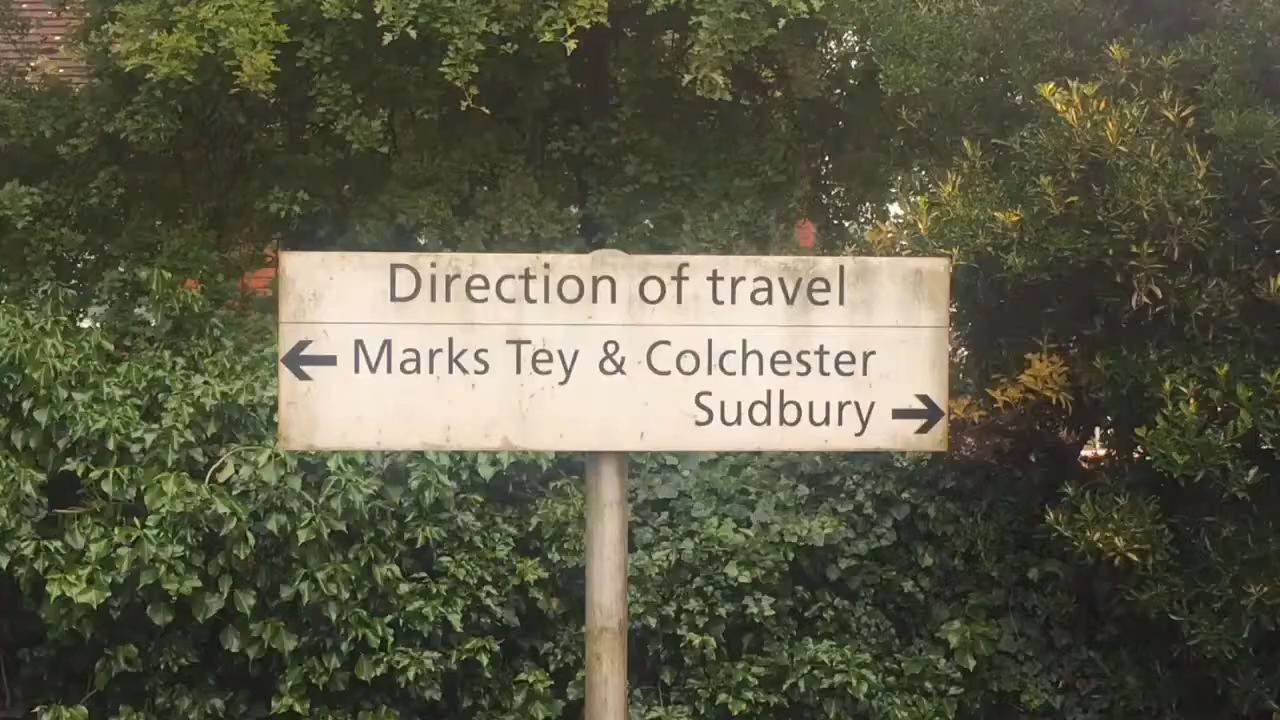 Direction of travel
← Marks Tey & Colchester
Sudbury →